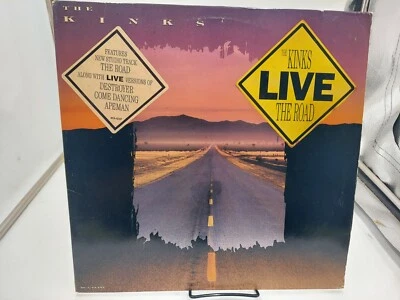 THE
KINKS
FEATURES
NEW STUDIO TRACK
THE ROAD
ALONG WITH LIVE VERSIONS OF
DESTROYER
COME DANCING
APEMAN
THE
KINKS
LIVE
THE ROAD